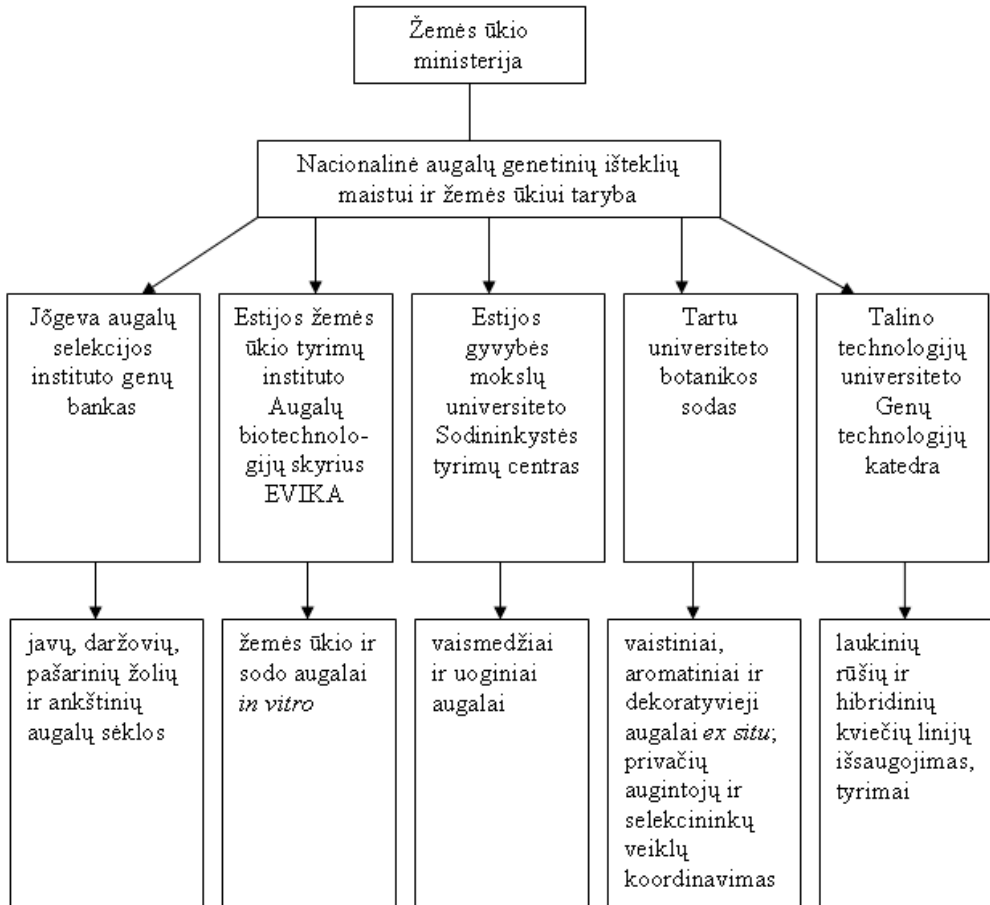 Žemės ūkio
ministerija
Nacionalinė augalų genetinių išteklių
maistui ir žemės ūkiui taryba
Jõgeva augalų
selekcijos
instituto genų
bankas
Estijos žemės
ūkio tyrimų
instituto
Augalų
biotechnolo-
gijų skyrius
EVIKA
Estijos
gyvybės
mokslų
universiteto
Sodininkystės
tyrimų centras
Tartu
universiteto
botanikos
sodas
Talino
technologijų
universiteto
Genų
technologijų
katedra
javų, daržovių,
pašarinių žolių
ir ankštinių
augalų sėklos
žemės ūkio ir
sodo augalai
in vitro
vaismedžiai
ir uoginiai
augalai
vaistiniai,
aromatiniai ir
dekoratyvieji
augalai ex situ;
privačių
augintojų ir
selekcininkų
veiklų
koordinavimas
laukinių
rūšių ir
hibridinių
kviečių linijų
išsaugojimas,
tyrimai